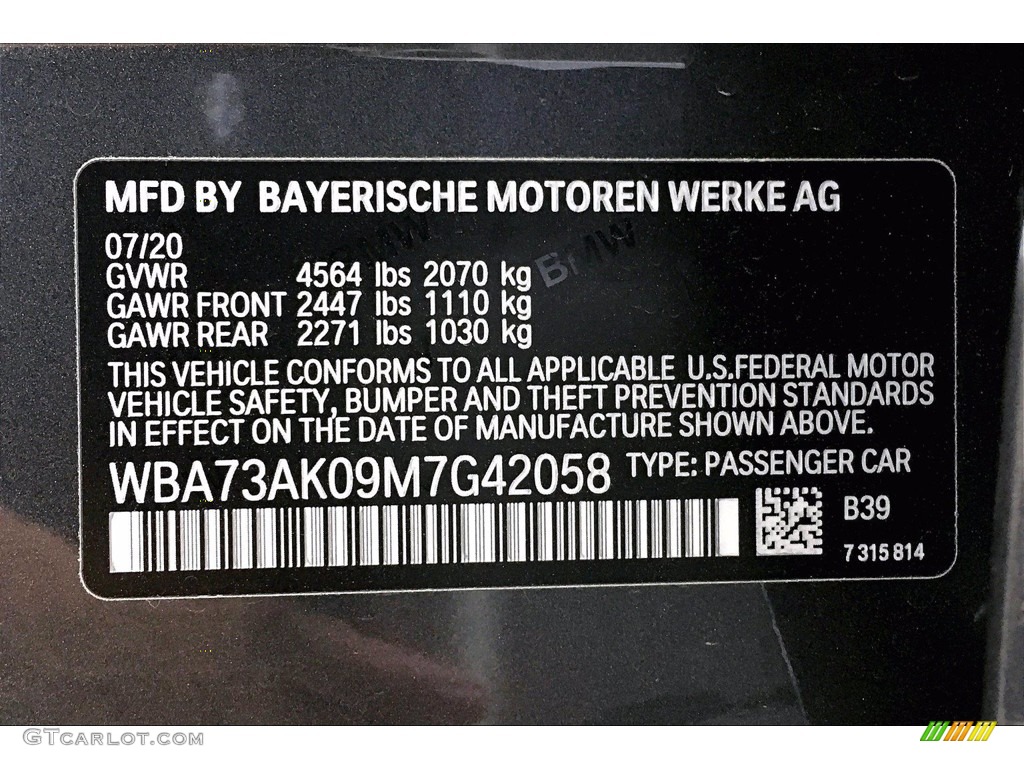 MFD BY BAYERISCHE MOTOREN WERKE AG
07/20
GVWR 4564 lbs 2070 kg
GAWR FRONT 2447 lbs 1110 kg
GAWR REAR 2271 lbs 1030 kg
BMW BMW
THIS VEHICLE CONFORMS TO ALL APPLICABLE U.S.FEDERAL MOTOR
VEHICLE SAFETY, BUMPER AND THEFT PREVENTION STANDARDS
IN EFFECT ON THE DATE OF MANUFACTURE SHOWN ABOVE.
WBA73AK09M7G42058 TYPE: PASSENGER CAR
B39
7 315 814
GTcarlot.com